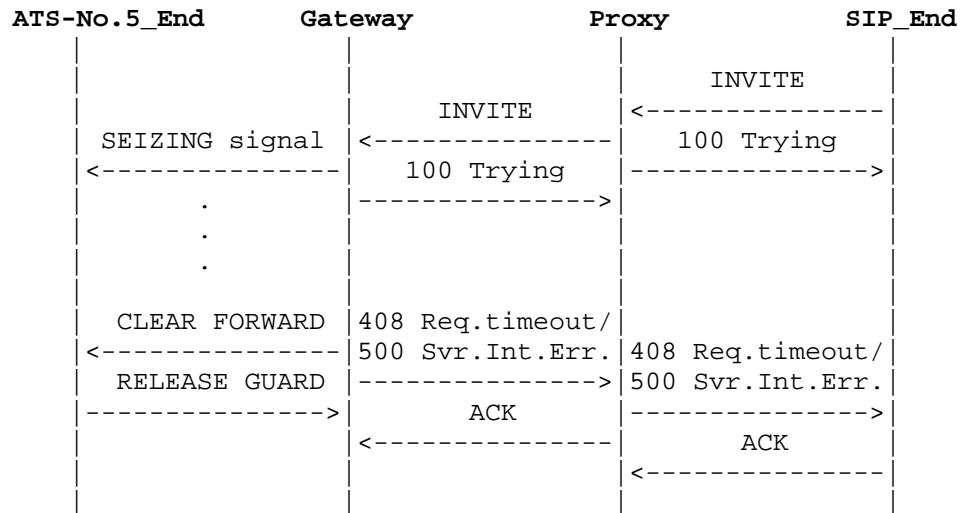 ATS-No.5_End Gateway Proxy SIP_End
INVITE
INVITE
SEIZING signal 100 Trying
100 Trying
.
.
.
CLEAR FORWARD 408 Req.timeout/
500 Svr.Int.Err. 408 Req.timeout/
RELEASE GUARD 500 Svr.Int.Err.
ACK
ACK